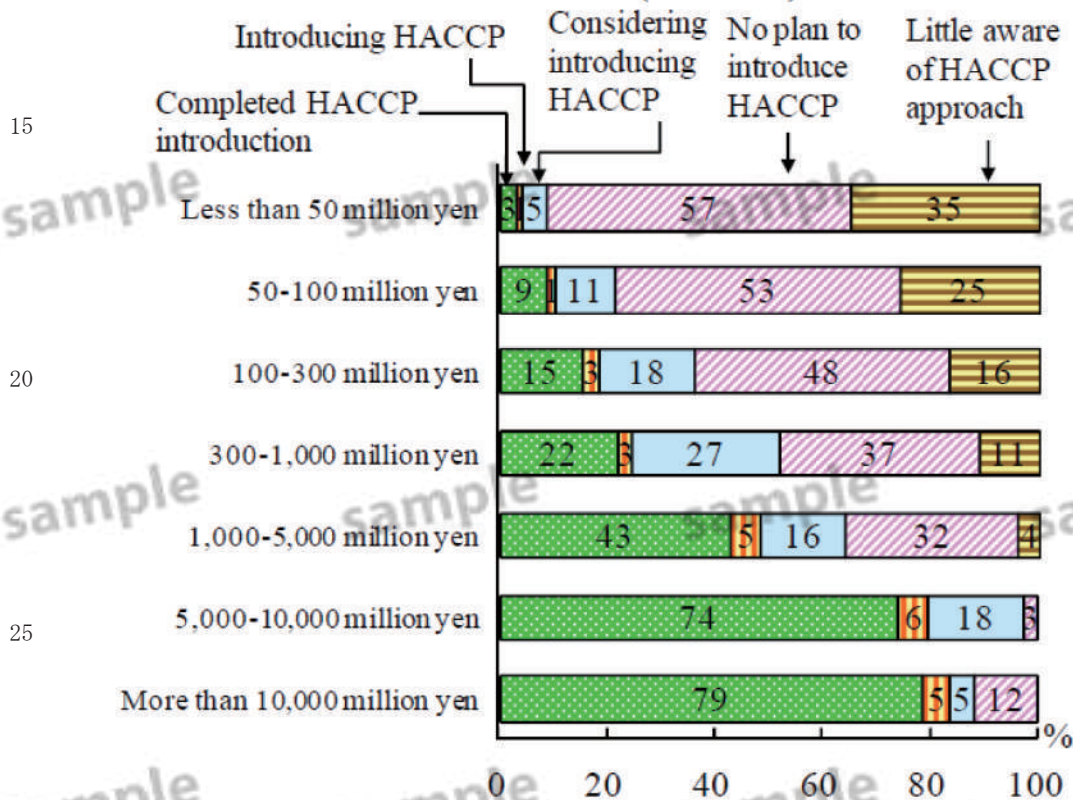 Introducing HACCP
Considering introducing HACCP
No plan to introduce HACCP
Little aware of HACCP approach
Completed HACCP introduction
15
sample sample sample
Less than 50 million yen 3 5 57 35
50-100 million yen 9 1 11 53 25
20
100-300 million yen 15 3 18 48 16
300-1,000 million yen 22 3 27 37 11
sample sample sample
1,000-5,000 million yen 43 5 16 32 4
25
5,000-10,000 million yen 74 6 18 3
More than 10,000 million yen 79 5 5 12
%
0 20 40 60 80 100